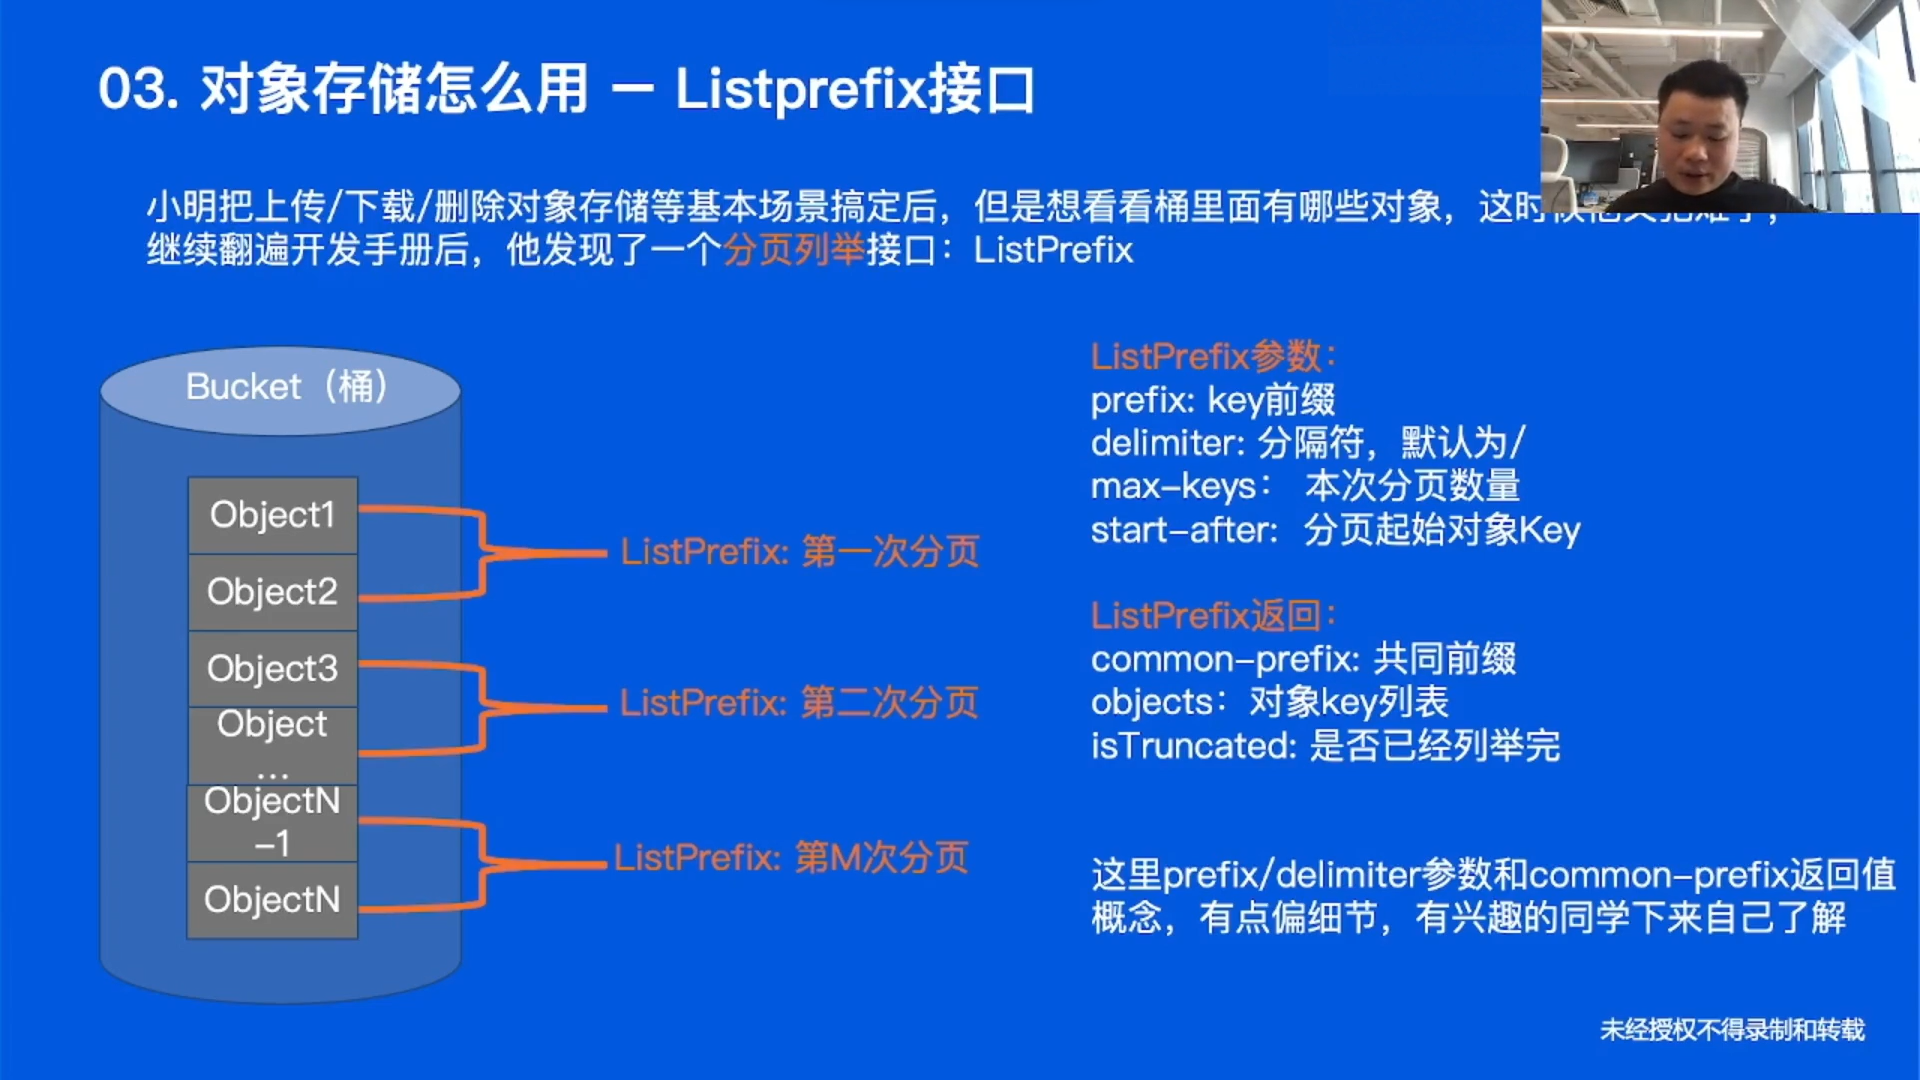 03. 对象存储怎么用 – Listprefix接口
小明把上传/下载/删除对象存储等基本场景搞定后，但是想看看桶里面有哪些对象，这时
继续翻遍开发手册后，他发现了一个分页列举接口：ListPrefix
Bucket（桶）
Object1
Object2
Object3
Object
...
ObjectN
-1
ObjectN
ListPrefix: 第一次分页
ListPrefix: 第二次分页
ListPrefix: 第M次分页
ListPrefix参数：
prefix: key前缀
delimiter: 分隔符，默认为/
max-keys： 本次分页数量
start-after: 分页起始对象Key
ListPrefix返回：
common-prefix: 共同前缀
objects：对象key列表
isTruncated: 是否已经列举完
这里prefix/delimiter参数和common-prefix返回值
概念，有点偏细节，有兴趣的同学下来自己了解
未经授权不得录制和转载